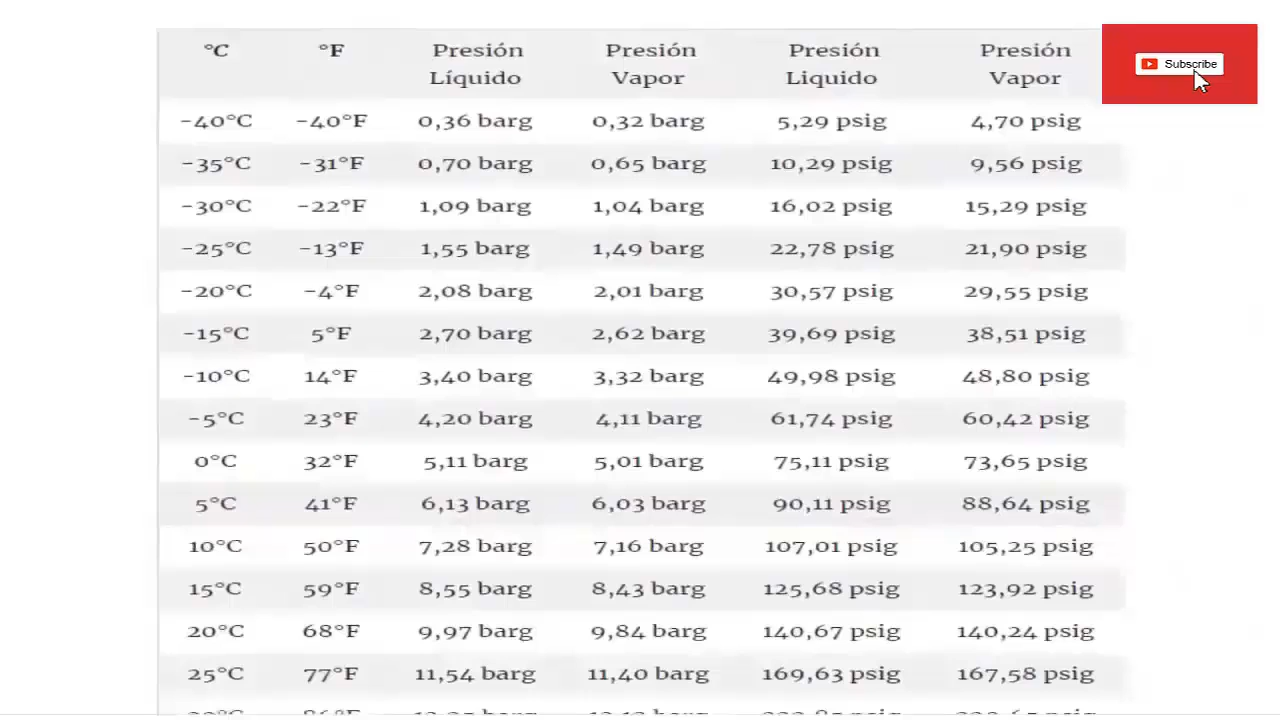 °C °F Presión Líquido Presión Vapor Presión Liquido Presión Vapor
Subscribe
-40°C -40°F 0,36 barg 0,32 barg 5,29 psig 4,70 psig
-35°C -31°F 0,70 barg 0,65 barg 10,29 psig 9,56 psig
-30°C -22°F 1,09 barg 1,04 barg 16,02 psig 15,29 psig
-25°C -13°F 1,55 barg 1,49 barg 22,78 psig 21,90 psig
-20°C -4°F 2,08 barg 2,01 barg 30,57 psig 29,55 psig
-15°C 5°F 2,70 barg 2,62 barg 39,69 psig 38,51 psig
-10°C 14°F 3,40 barg 3,32 barg 49,98 psig 48,80 psig
-5°C 23°F 4,20 barg 4,11 barg 61,74 psig 60,42 psig
0°C 32°F 5,11 barg 5,01 barg 75,11 psig 73,65 psig
5°C 41°F 6,13 barg 6,03 barg 90,11 psig 88,64 psig
10°C 50°F 7,28 barg 7,16 barg 107,01 psig 105,25 psig
15°C 59°F 8,55 barg 8,43 barg 125,68 psig 123,92 psig
20°C 68°F 9,97 barg 9,84 barg 140,67 psig 140,24 psig
25°C 77°F 11,54 barg 11,40 barg 169,63 psig 167,58 psig